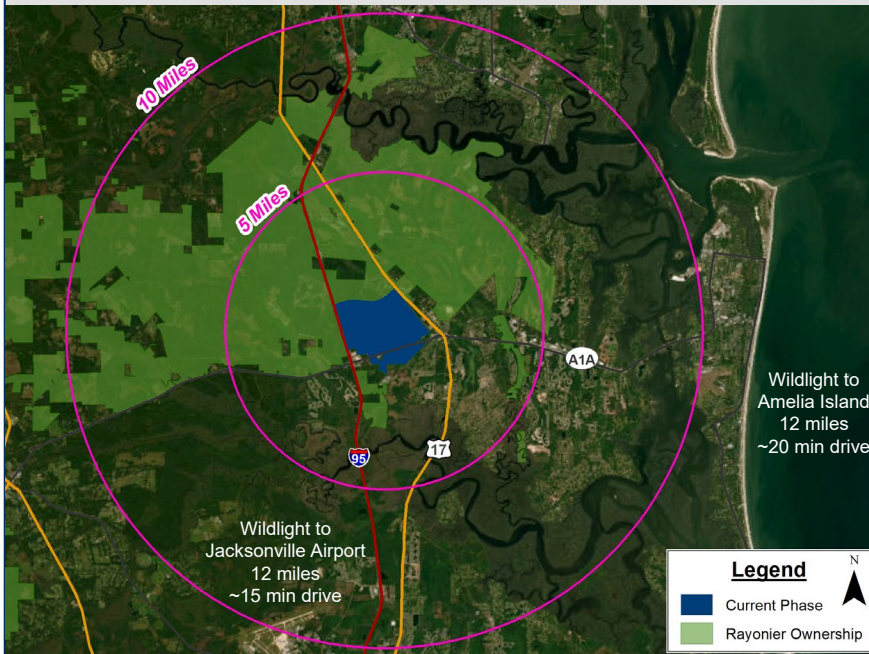 10 Miles
5 Miles
A1A
Wildlight to
Amelia Island
12 miles
~20 min drive
17
95
Wildlight to
Jacksonville Airport
12 miles
~15 min drive
Legend
N
Current Phase
Rayonier Ownership